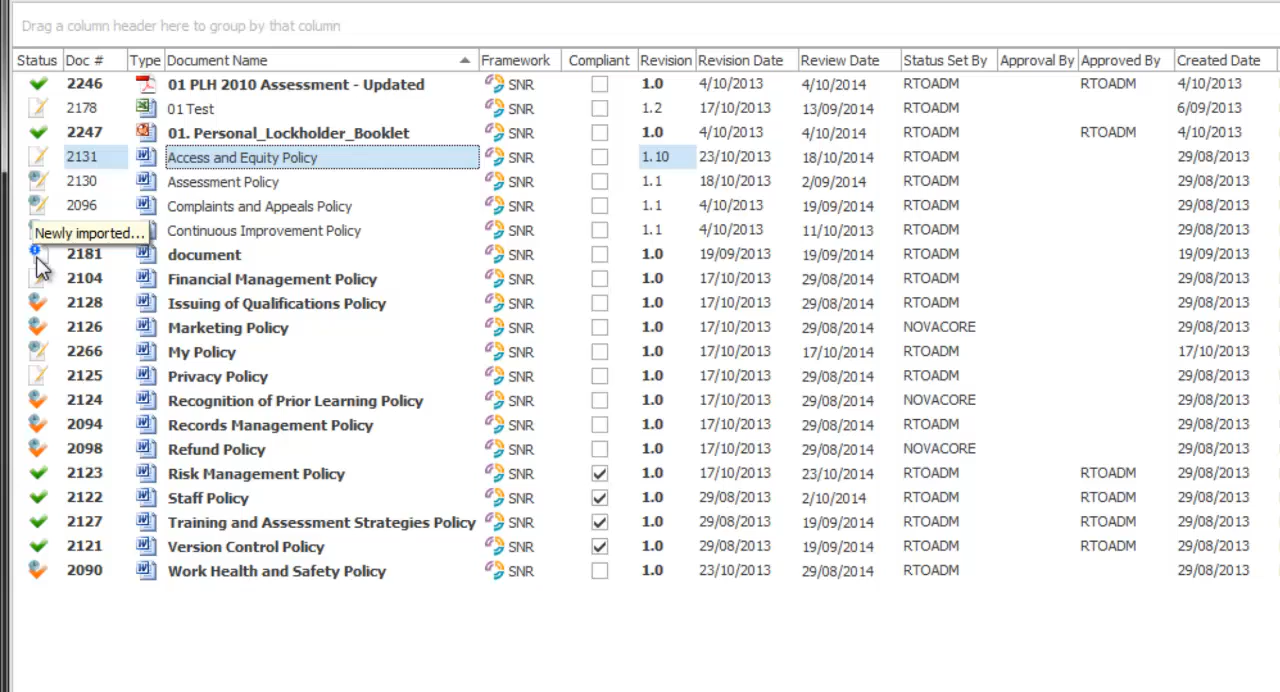 Drag a column header here to group by that column
Status Doc # Type Document Name Framework Compliant Revision Revision Date Review Date Status Set By Approval By Approved By Created Date
2246 01 PLH 2010 Assessment - Updated SNR 1.0 4/10/2013 4/10/2014 RTOADM RTOADM 4/10/2013
2178 01 Test SNR 1.2 17/10/2013 13/09/2014 RTOADM 6/09/2013
2247 01. Personal_Lockholder_Booklet SNR 1.0 4/10/2013 4/10/2014 RTOADM RTOADM 4/10/2013
2131 Access and Equity Policy SNR 1.10 23/10/2013 18/10/2014 RTOADM 29/08/2013
2130 Assessment Policy SNR 1.1 18/10/2013 2/09/2014 RTOADM 29/08/2013
2096 Complaints and Appeals Policy SNR 1.1 4/10/2013 19/09/2014 RTOADM 29/08/2013
Newly imported... Continuous Improvement Policy SNR 1.1 4/10/2013 11/10/2013 RTOADM 29/08/2013
2181 document SNR 1.0 19/09/2013 19/09/2014 RTOADM 19/09/2013
2104 Financial Management Policy SNR 1.0 17/10/2013 29/08/2014 RTOADM 29/08/2013
2128 Issuing of Qualifications Policy SNR 1.0 17/10/2013 29/08/2014 RTOADM 29/08/2013
2126 Marketing Policy SNR 1.0 17/10/2013 29/08/2014 NOVACORE 29/08/2013
2266 My Policy SNR 1.0 17/10/2013 17/10/2014 RTOADM 17/10/2013
2125 Privacy Policy SNR 1.0 17/10/2013 29/08/2014 RTOADM 29/08/2013
2124 Recognition of Prior Learning Policy SNR 1.0 17/10/2013 29/08/2014 NOVACORE 29/08/2013
2094 Records Management Policy SNR 1.0 17/10/2013 29/08/2014 RTOADM 29/08/2013
2098 Refund Policy SNR 1.0 17/10/2013 29/08/2014 NOVACORE 29/08/2013
2123 Risk Management Policy SNR 1.0 17/10/2013 23/10/2014 RTOADM RTOADM 29/08/2013
2122 Staff Policy SNR 1.0 29/08/2013 2/10/2014 RTOADM RTOADM 29/08/2013
2127 Training and Assessment Strategies Policy SNR 1.0 29/08/2013 19/09/2014 RTOADM RTOADM 29/08/2013
2121 Version Control Policy SNR 1.0 29/08/2013 19/09/2014 RTOADM RTOADM 29/08/2013
2090 Work Health and Safety Policy SNR 1.0 23/10/2013 29/08/2014 RTOADM 29/08/2013